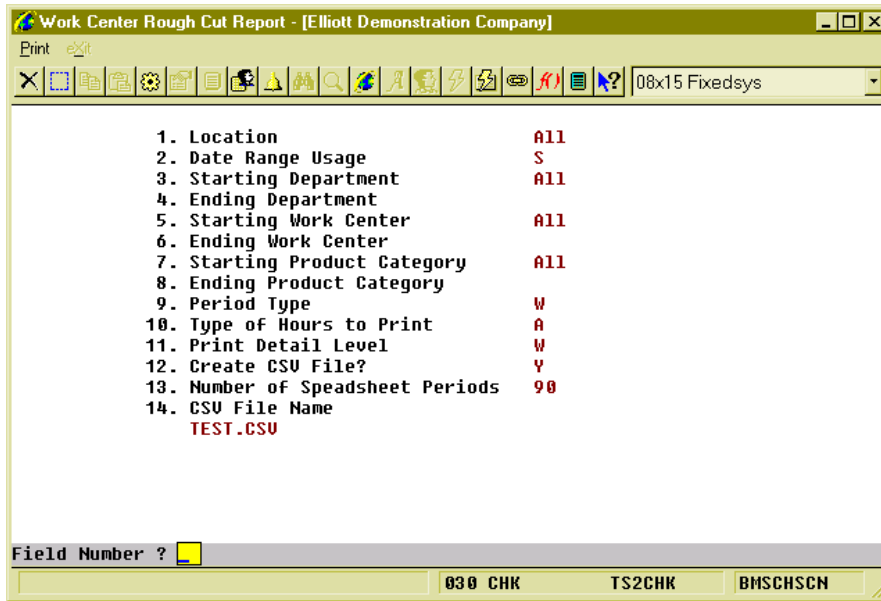 Work Center Rough Cut Report - [Elliott Demonstration Company]
Print eXit
08x15 Fixedsys
1. Location All
2. Date Range Usage S
3. Starting Department All
4. Ending Department
5. Starting Work Center All
6. Ending Work Center
7. Starting Product Category All
8. Ending Product Category
9. Period Type W
10. Type of Hours to Print A
11. Print Detail Level W
12. Create CSV File? Y
13. Number of Speadsheet Periods 90
14. CSV File Name
TEST.CSV
Field Number ?
030 CHK TS2CHK BMSCHSCN